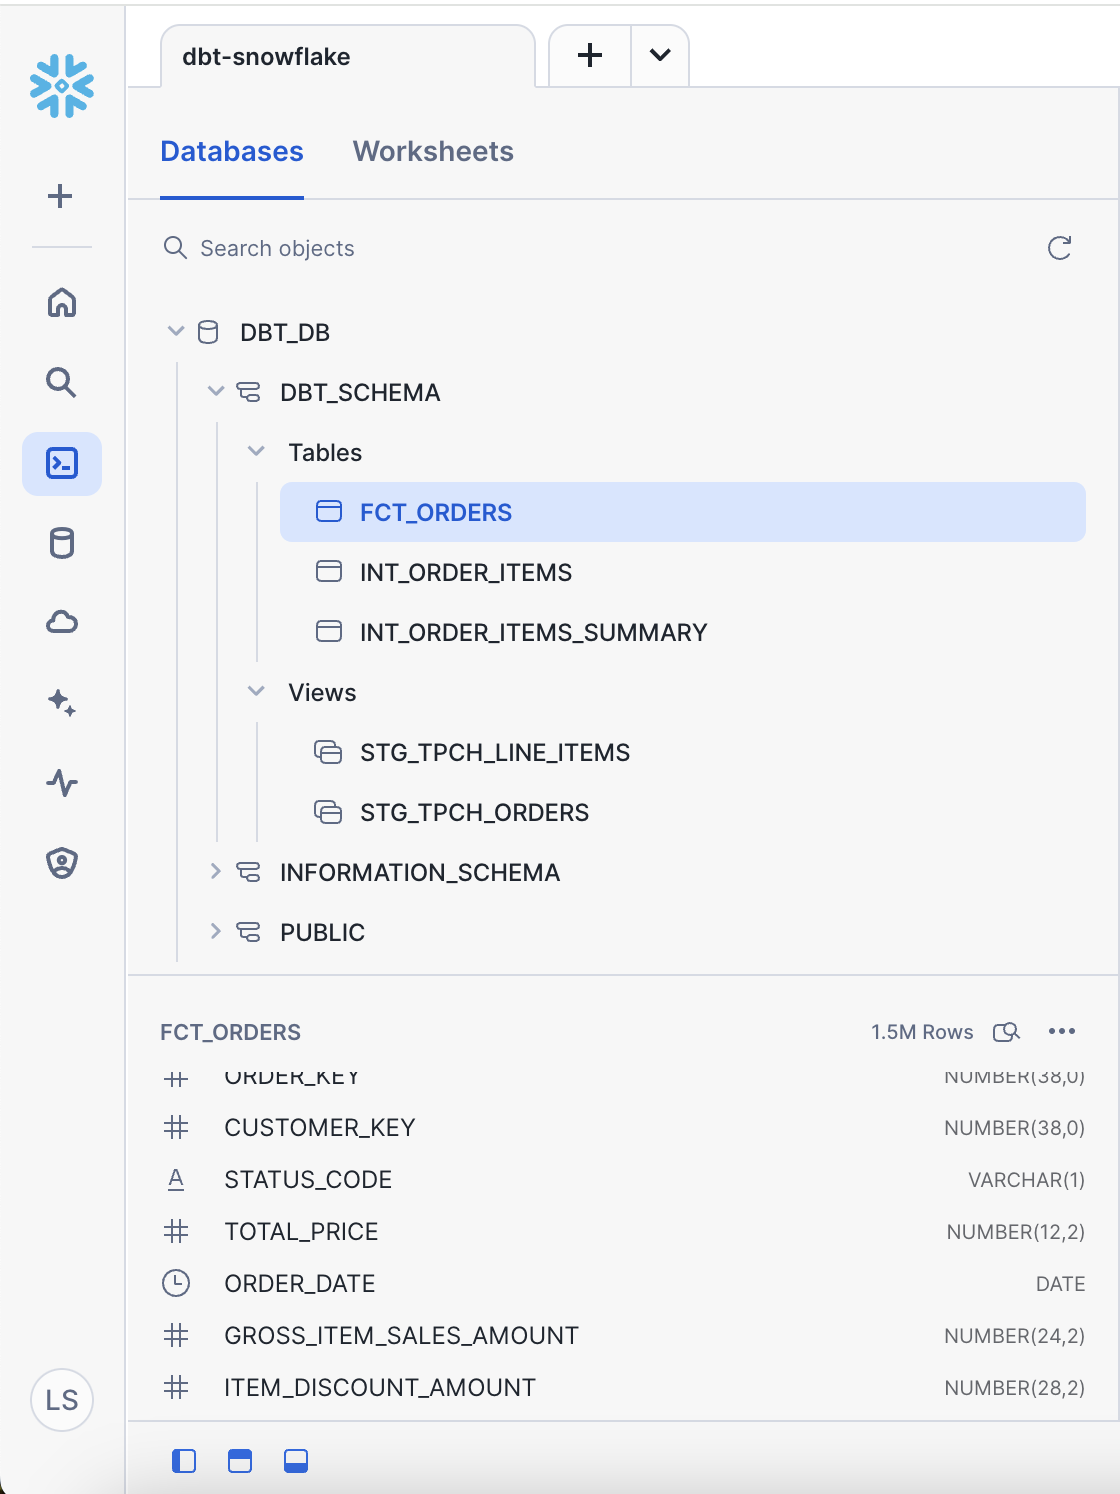 dbt-snowflake
Databases Worksheets
Search objects
DBT_DB
DBT_SCHEMA
Tables
FCT_ORDERS
INT_ORDER_ITEMS
INT_ORDER_ITEMS_SUMMARY
Views
STG_TPCH_LINE_ITEMS
STG_TPCH_ORDERS
INFORMATION_SCHEMA
PUBLIC
FCT_ORDERS 1.5M Rows
ORDER_KEY NUMBER(38,0)
CUSTOMER_KEY NUMBER(38,0)
STATUS_CODE VARCHAR(1)
TOTAL_PRICE NUMBER(12,2)
ORDER_DATE DATE
GROSS_ITEM_SALES_AMOUNT NUMBER(24,2)
ITEM_DISCOUNT_AMOUNT NUMBER(28,2)
LS